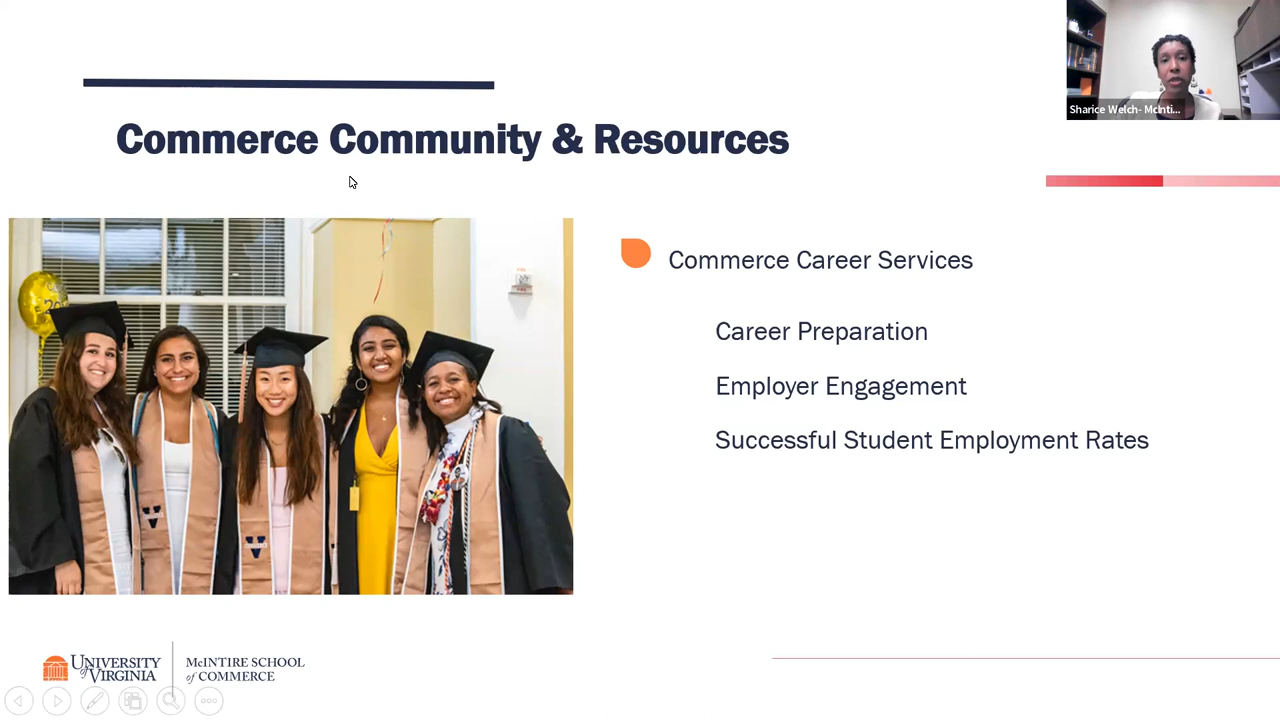 Sharice Welch- McInti...
Commerce Community & Resources
Commerce Career Services
Career Preparation
Employer Engagement
Successful Student Employment Rates
UNIVERSITY
of VIRGINIA
McINTIRE SCHOOL
of COMMERCE